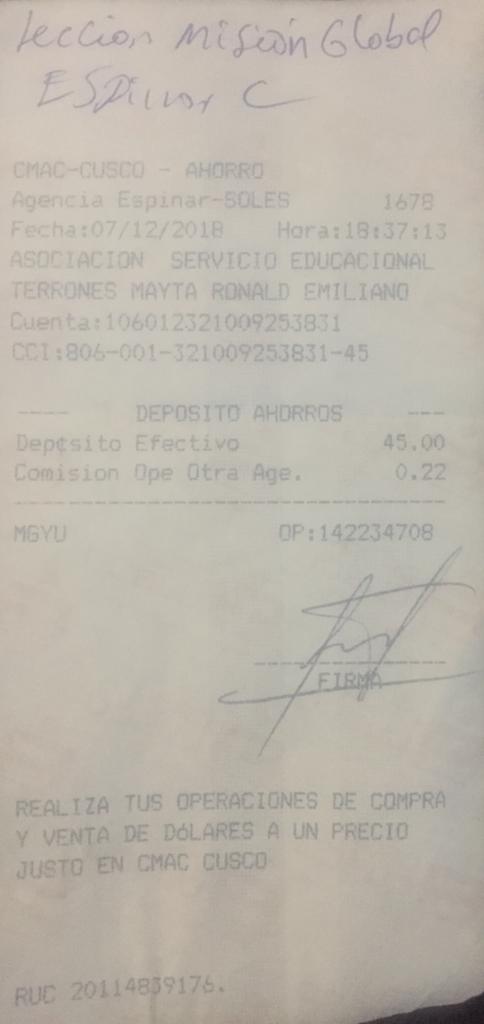 Leccion Misión Global
Espinar C
CMAC-CUSCO - AHORRO
Agencia Espinar-SOLES 1678
Fecha:07/12/2018 Hora:18:37:13
ASOCIACION SERVICIO EDUCACIONAL
TERRONES MAYTA RONALD EMILIANO
Cuenta:106012321009253831
CCI:806-001-321009253831-45
---- DEPOSITO AHORROS ---
Depósito Efectivo 45.00
Comision Ope Otra Age. 0.22
MGYU OP:142234708
FIRMA
REALIZA TUS OPERACIONES DE COMPRA
Y VENTA DE DóLARES A UN PRECIO
JUSTO EN CMAC CUSCO
RUC 20114839176.